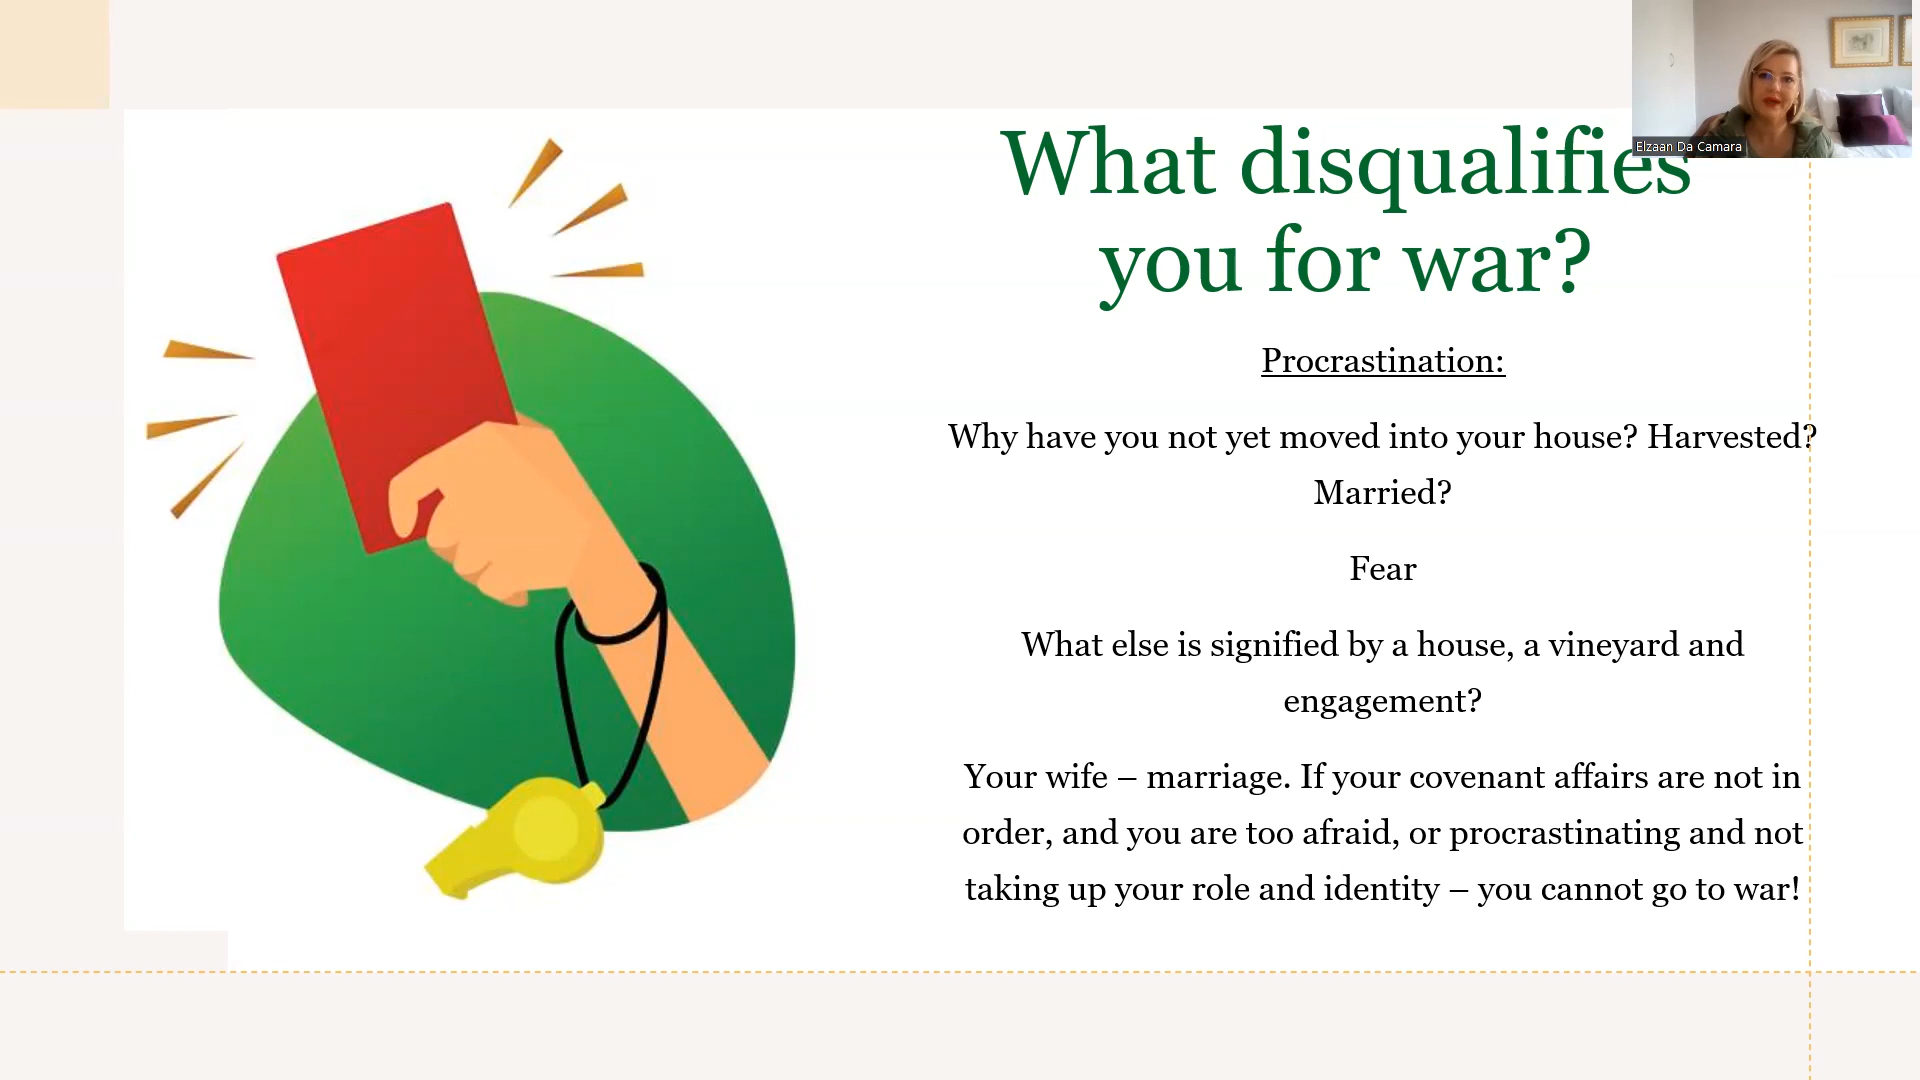 What disqualifies
you for war?
Elzaan Da Camara
Procrastination:
Why have you not yet moved into your house? Harvested?
Married?
Fear
What else is signified by a house, a vineyard and
engagement?
Your wife – marriage. If your covenant affairs are not in
order, and you are too afraid, or procrastinating and not
taking up your role and identity – you cannot go to war!